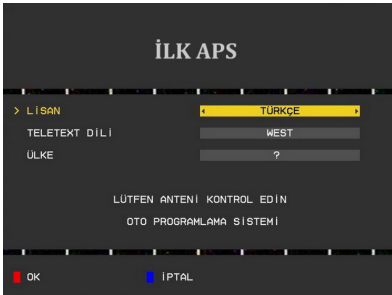 İLK APS
> LİSAN TÜRKÇE
TELETEXT DİLİ WEST
ÜLKE ?
LÜTFEN ANTENİ KONTROL EDİN
OTO PROGRAMLAMA SİSTEMİ
OK İPTAL